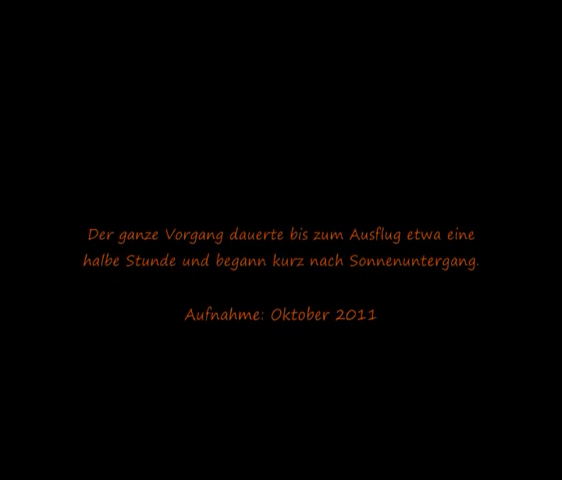 Der ganze Vorgang dauerte bis zum Ausflug etwa eine
halbe Stunde und begann kurz nach Sonnenuntergang.
Aufnahme: Oktober 2011